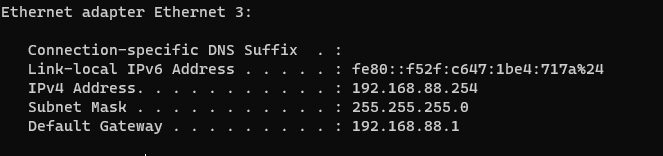 Ethernet adapter Ethernet 3:
Connection-specific DNS Suffix  . :
Link-local IPv6 Address . . . . . : fe80::f52f:c647:1be4:717a%24
IPv4 Address. . . . . . . . . . . : 192.168.88.254
Subnet Mask . . . . . . . . . . . : 255.255.255.0
Default Gateway . . . . . . . . . : 192.168.88.1